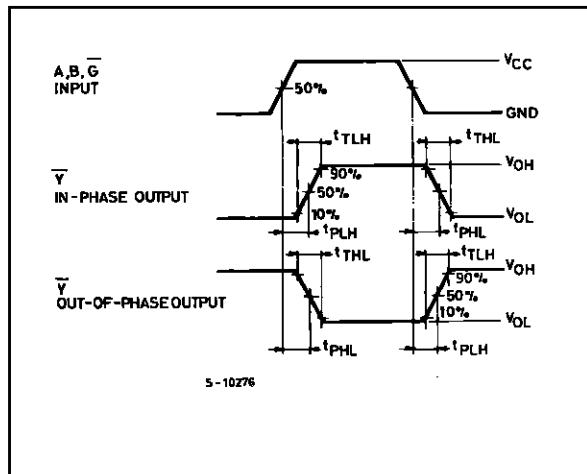 A,B,G̅
INPUT
50%
VCC
GND
tTLH
tTHL
Y̅
IN-PHASE OUTPUT
90%
50%
10%
VOH
VOL
tPLH
tPHL
tTHL
tTLH
Y̅
OUT-OF-PHASE OUTPUT
VOH
90%
50%
10%
VOL
tPHL
tPLH
S-10276